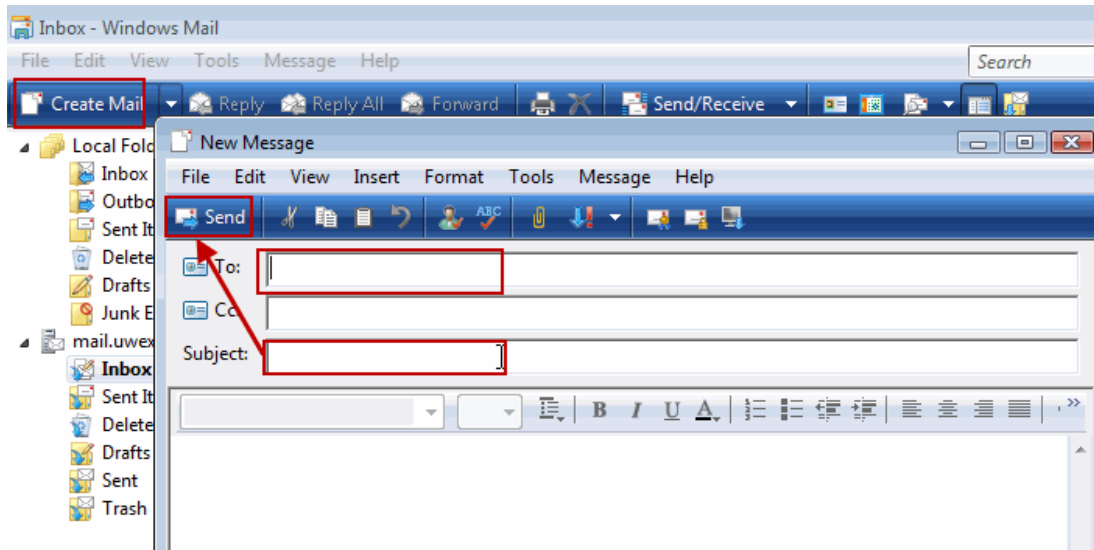 Inbox - Windows Mail
File Edit View Tools Message Help
Search
Create Mail Reply Reply All Forward Send/Receive
Local Fold
Inbox
Outbo
Sent It
Delete
Drafts
Junk E
mail.uwex
Inbox
Sent It
Delete
Drafts
Sent
Trash
New Message
File Edit View Insert Format Tools Message Help
Send ABC
To:
Cc:
Subject:
B I U A